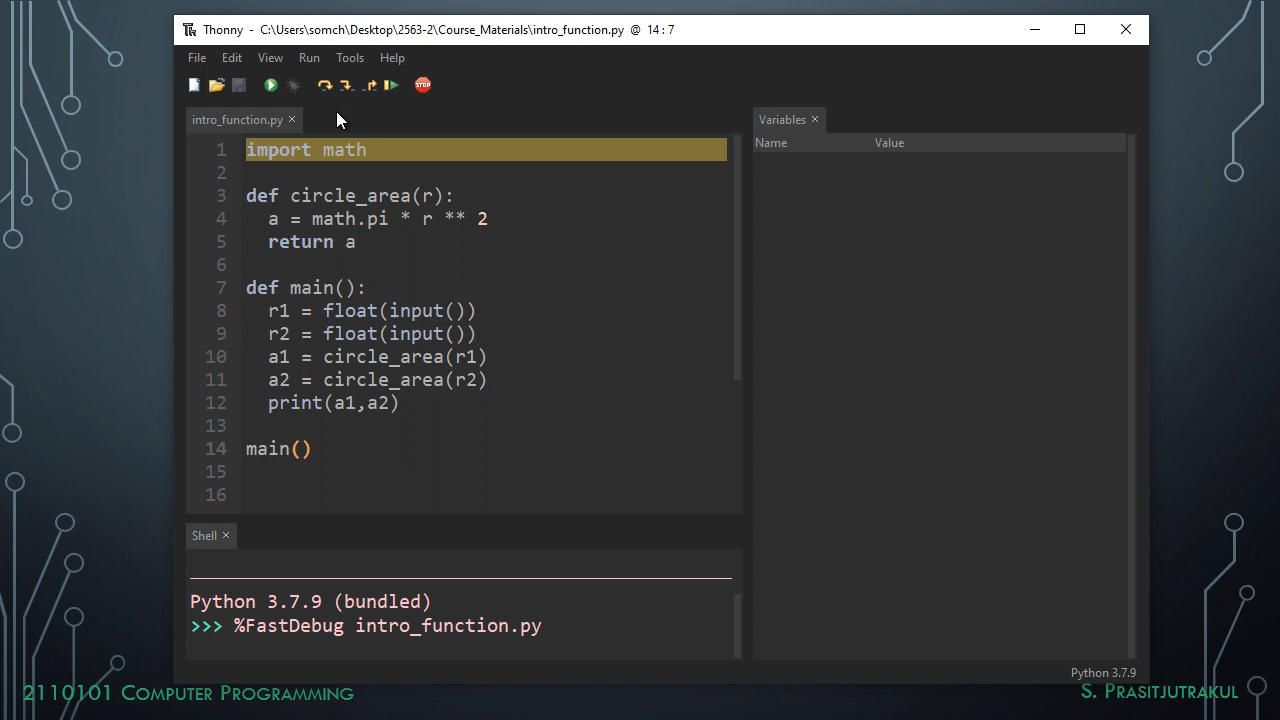 Thonny - C:\Users\somch\Desktop\2563-2\Course_Materials\intro_function.py @ 14 : 7
File Edit View Run Tools Help
STOP
intro_function.py ×
1 import math
2
3 def circle_area(r):
4   a = math.pi * r ** 2
5   return a
6
7 def main():
8   r1 = float(input())
9   r2 = float(input())
10   a1 = circle_area(r1)
11   a2 = circle_area(r2)
12   print(a1,a2)
13
14 main()
15
16
Variables ×
Name Value
Shell ×
Python 3.7.9 (bundled)
>>> %FastDebug intro_function.py
Python 3.7.9
2110101 Computer Programming
S. Prasitjutrakul